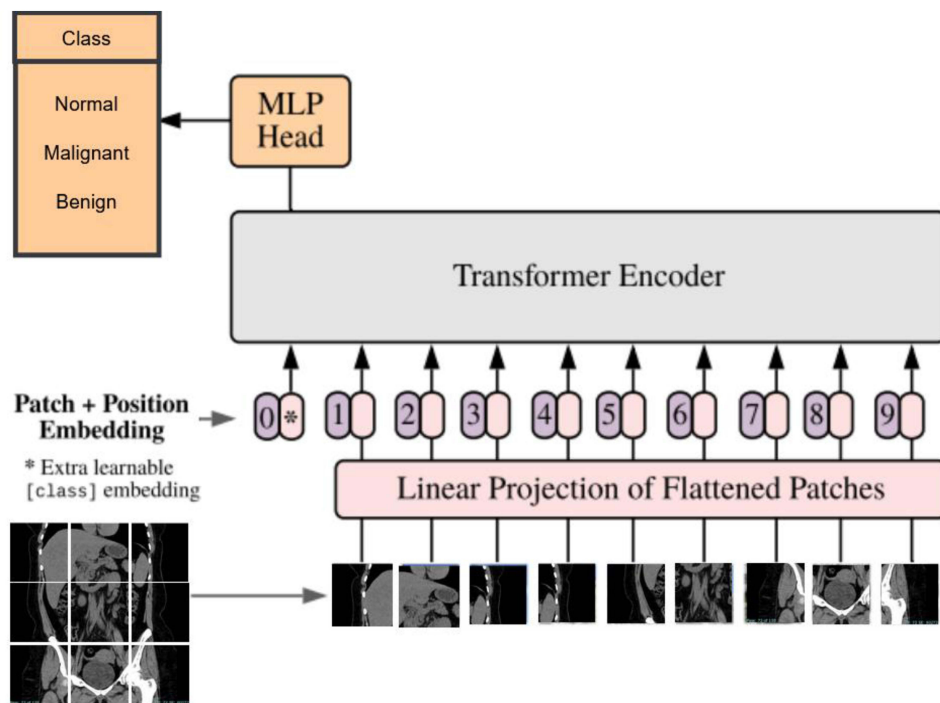 Class
Normal
Malignant
Benign
MLP
Head
Transformer Encoder
Patch + Position
Embedding
0 * 1 2 3 4 5 6 7 8 9
* Extra learnable
[class] embedding
Linear Projection of Flattened Patches